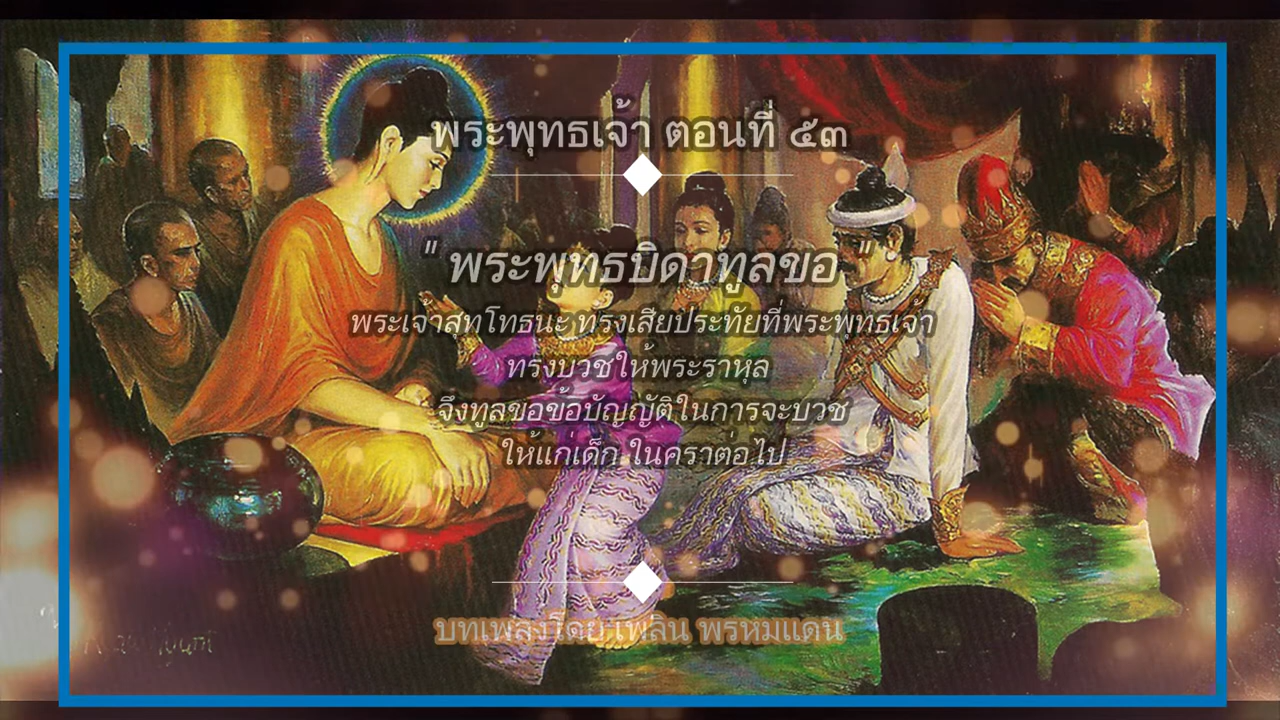 พระพุทธเจ้า ตอนที่ ๕๓
" พระพุทธบิดาทูลขอ "
พระเจ้าสุทโทธนะ ทรงเสียประทัยที่พระพุทธเจ้า
ทรงบวชให้พระราหุล
จึงทูลขอข้อบัญญัติในการจะบวช
ให้แก่เด็ก ในคราต่อไป
บทเพลงโดย เพลิน พรหมแดน